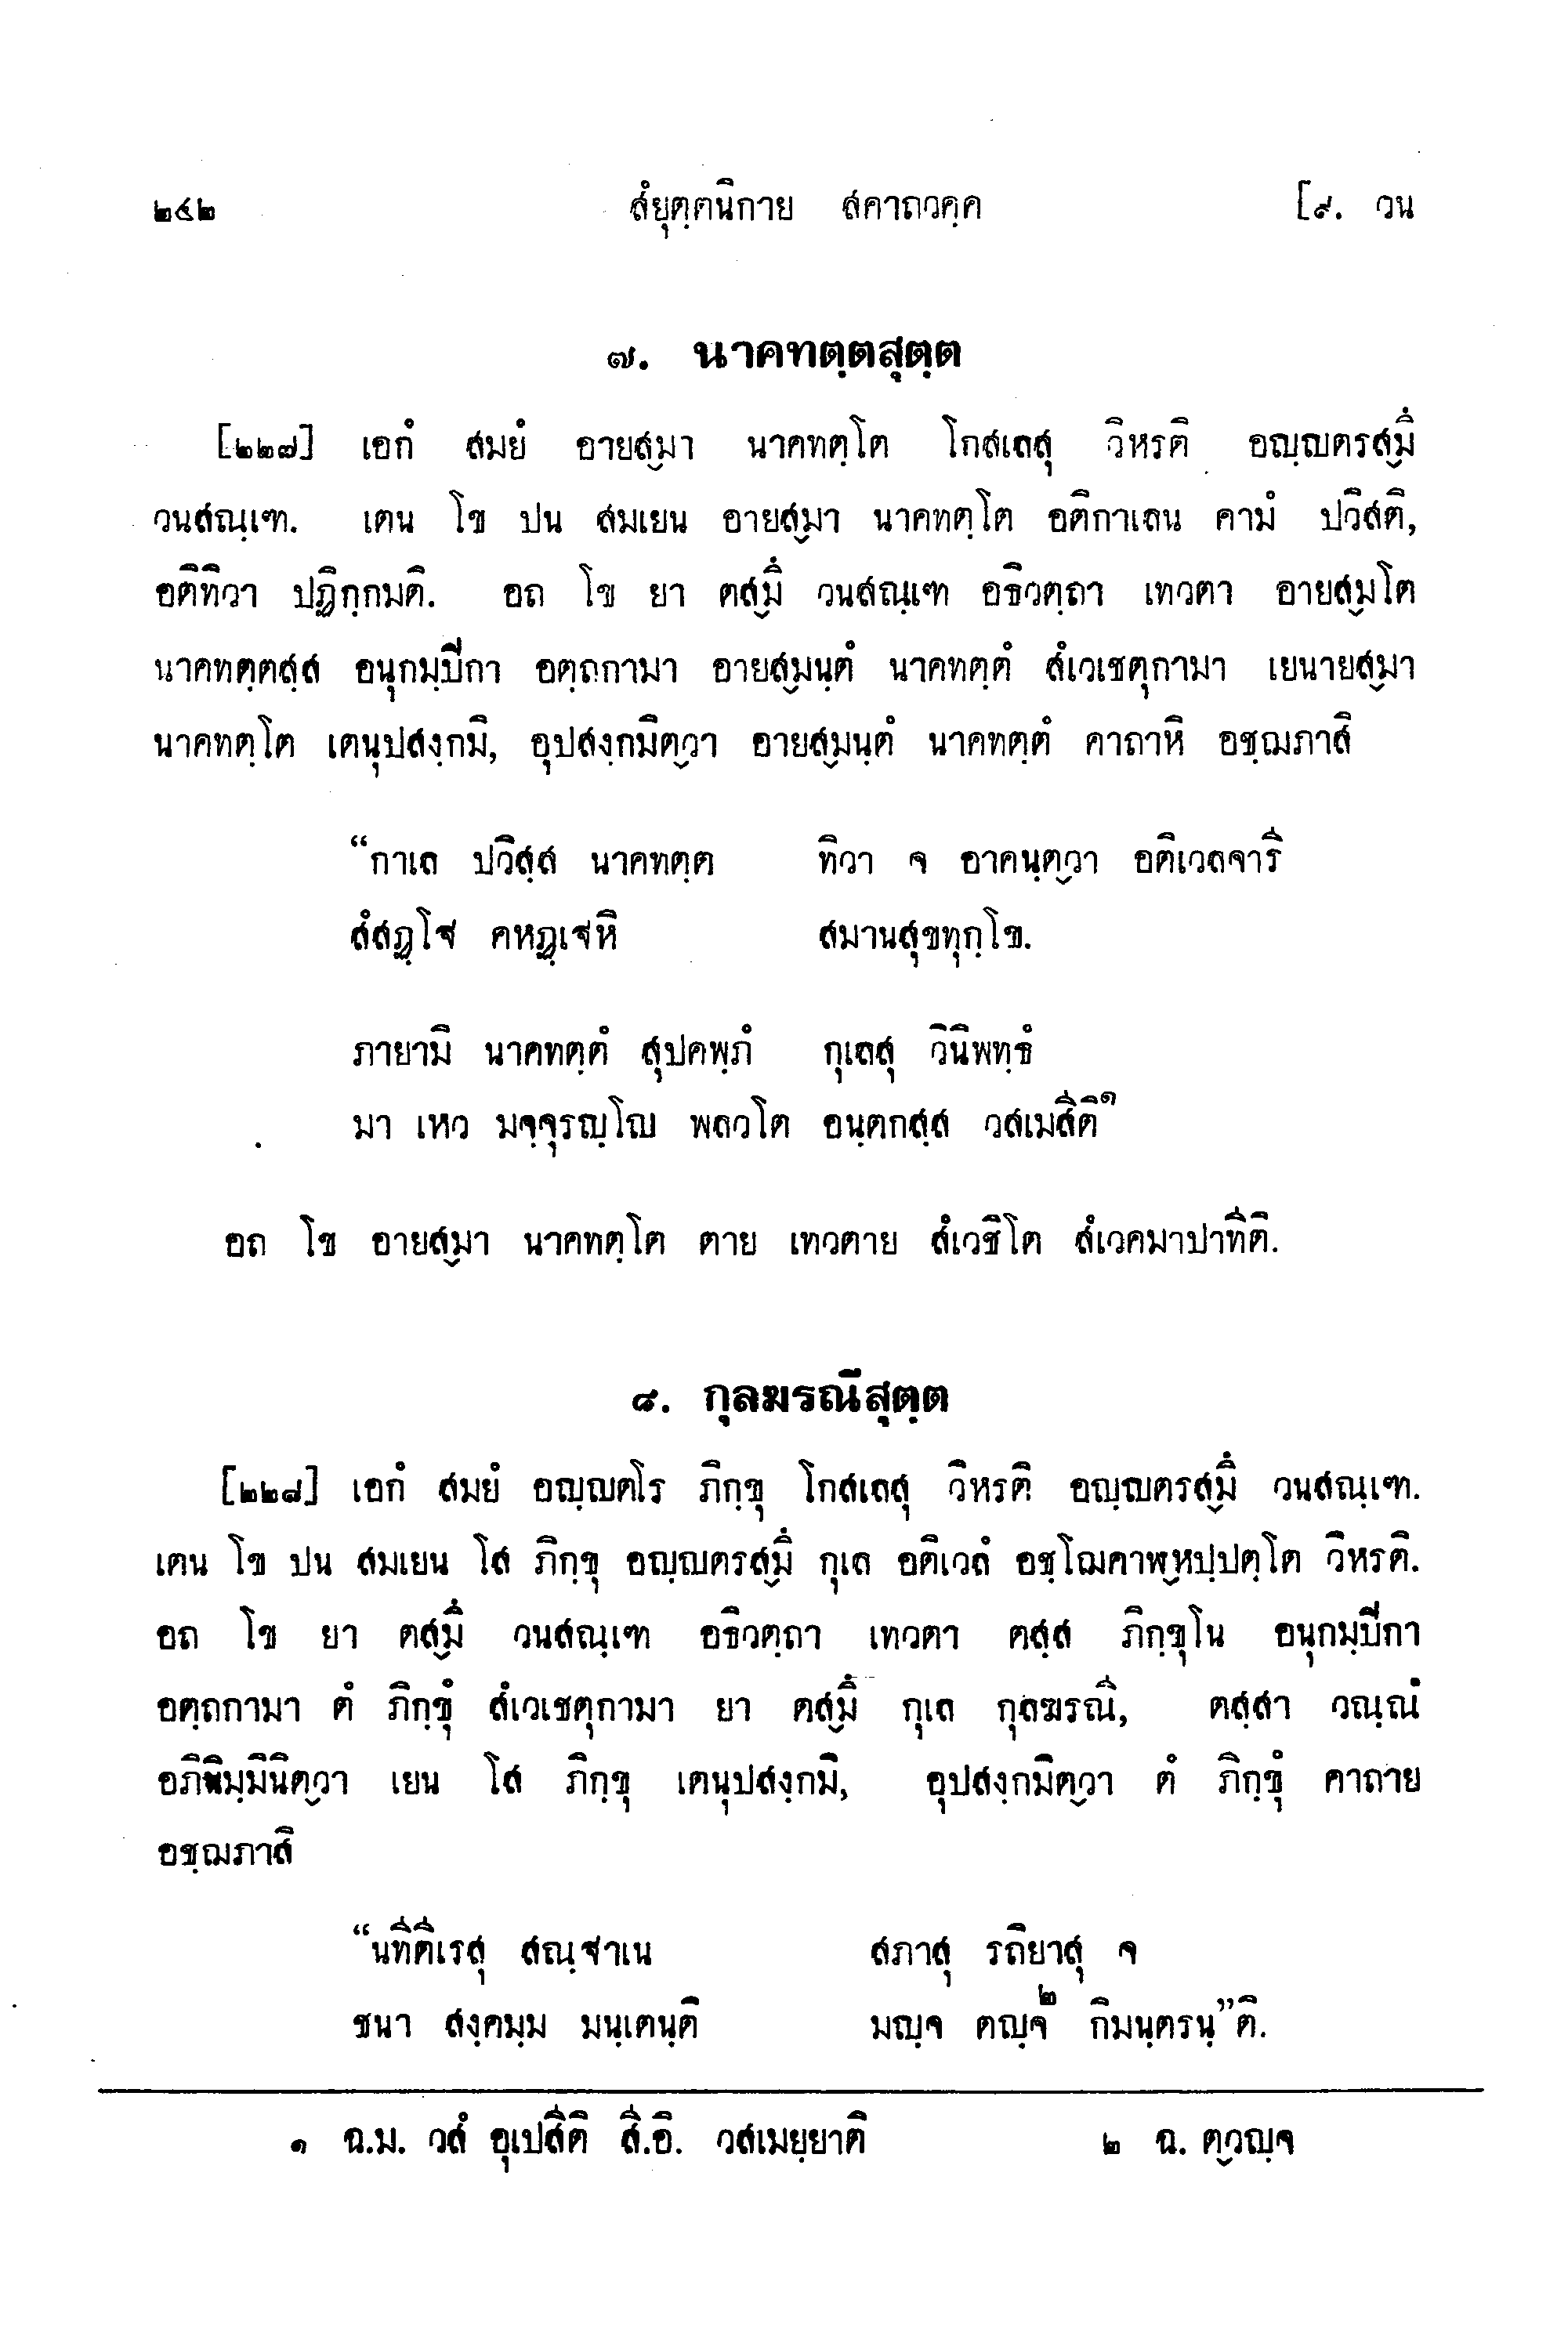 ๒๔๒ สํยุตฺตนิกาย สคาถวคฺค [๙. วน
๗. นาคทตฺตสุตฺต
[๒๒๗] เอกํ สมยํ อายสฺมา นาคทตฺโต โกสเลสุ วิหรติ อญฺญตรสฺมึ
วนสณฺเฑ. เตน โข ปน สมเยน อายสฺมา นาคทตฺโต อติกาเลน คามํ ปวิสติ,
อติทิวา ปฏิกฺกมติ. อถ โข ยา ตสฺมึ วนสณฺเฑ อธิวตฺถา เทวตา อายสฺมโต
นาคทตฺตสฺส อนุกมฺปิกา อตฺถกามา อายสฺมนฺตํ นาคทตฺตํ สํเวเชตุกามา เยนายสฺมา
นาคทตฺโต เตนุปสงฺกมิ, อุปสงฺกมิตฺวา อายสฺมนฺตํ นาคทตฺตํ คาถาหิ อชฺฌภาสิ
“กาเล ปวิสฺส นาคทตฺต ทิวา จ อาคนฺตฺวา อติเวลจารี
สํสฏฺโฐ คหฏฺเฐหิ สมานสุขทุกฺโข.
ภายามิ นาคทตฺตํ สุปคพฺภํ กุเลสุ วินิพทฺธํ
มา เหว มจฺจุรญฺโญ พลวโต อนฺตกสฺส วสเมสีติ๑
อถ โข อายสฺมา นาคทตฺโต ตาย เทวตาย สํเวชิโต สํเวคมาปาทีติ.
๘. กุลฆรณีสุตฺต
[๒๒๘] เอกํ สมยํ อญฺญตโร ภิกฺขุ โกสเลสุ วิหรติ อญฺญตรสฺมึ วนสณฺเฑ.
เตน โข ปน สมเยน โส ภิกฺขุ อญฺญตรสฺมึ กุเล อติเวลํ อชฺโฌคาฬฺหปฺปตฺโต วิหรติ.
อถ โข ยา ตสฺมึ วนสณฺเฑ อธิวตฺถา เทวตา ตสฺส ภิกฺขุโน อนุกมฺปิกา
อตฺถกามา ตํ ภิกฺขุํ สํเวเชตุกามา ยา ตสฺมึ กุเล กุลฆรณี, ตสฺสา วณฺณํ
อภินิมฺมินิตฺวา เยน โส ภิกฺขุ เตนุปสงฺกมิ, อุปสงฺกมิตฺวา ตํ ภิกฺขุํ คาถาย
อชฺฌภาสิ
“นทีตีเรสุ สณฺฐาเน สภาสุ รถิยาสุ จ
ชนา สงฺคมฺม มนฺเตนฺติ มญฺจ ตญฺจ๒ กิมนฺตรนฺ”ติ.
๑ ฉ.ม. วสํ อุเปสีติ สี.อิ. วสเมยฺยาติ ๒ ฉ. ตฺวญฺจ